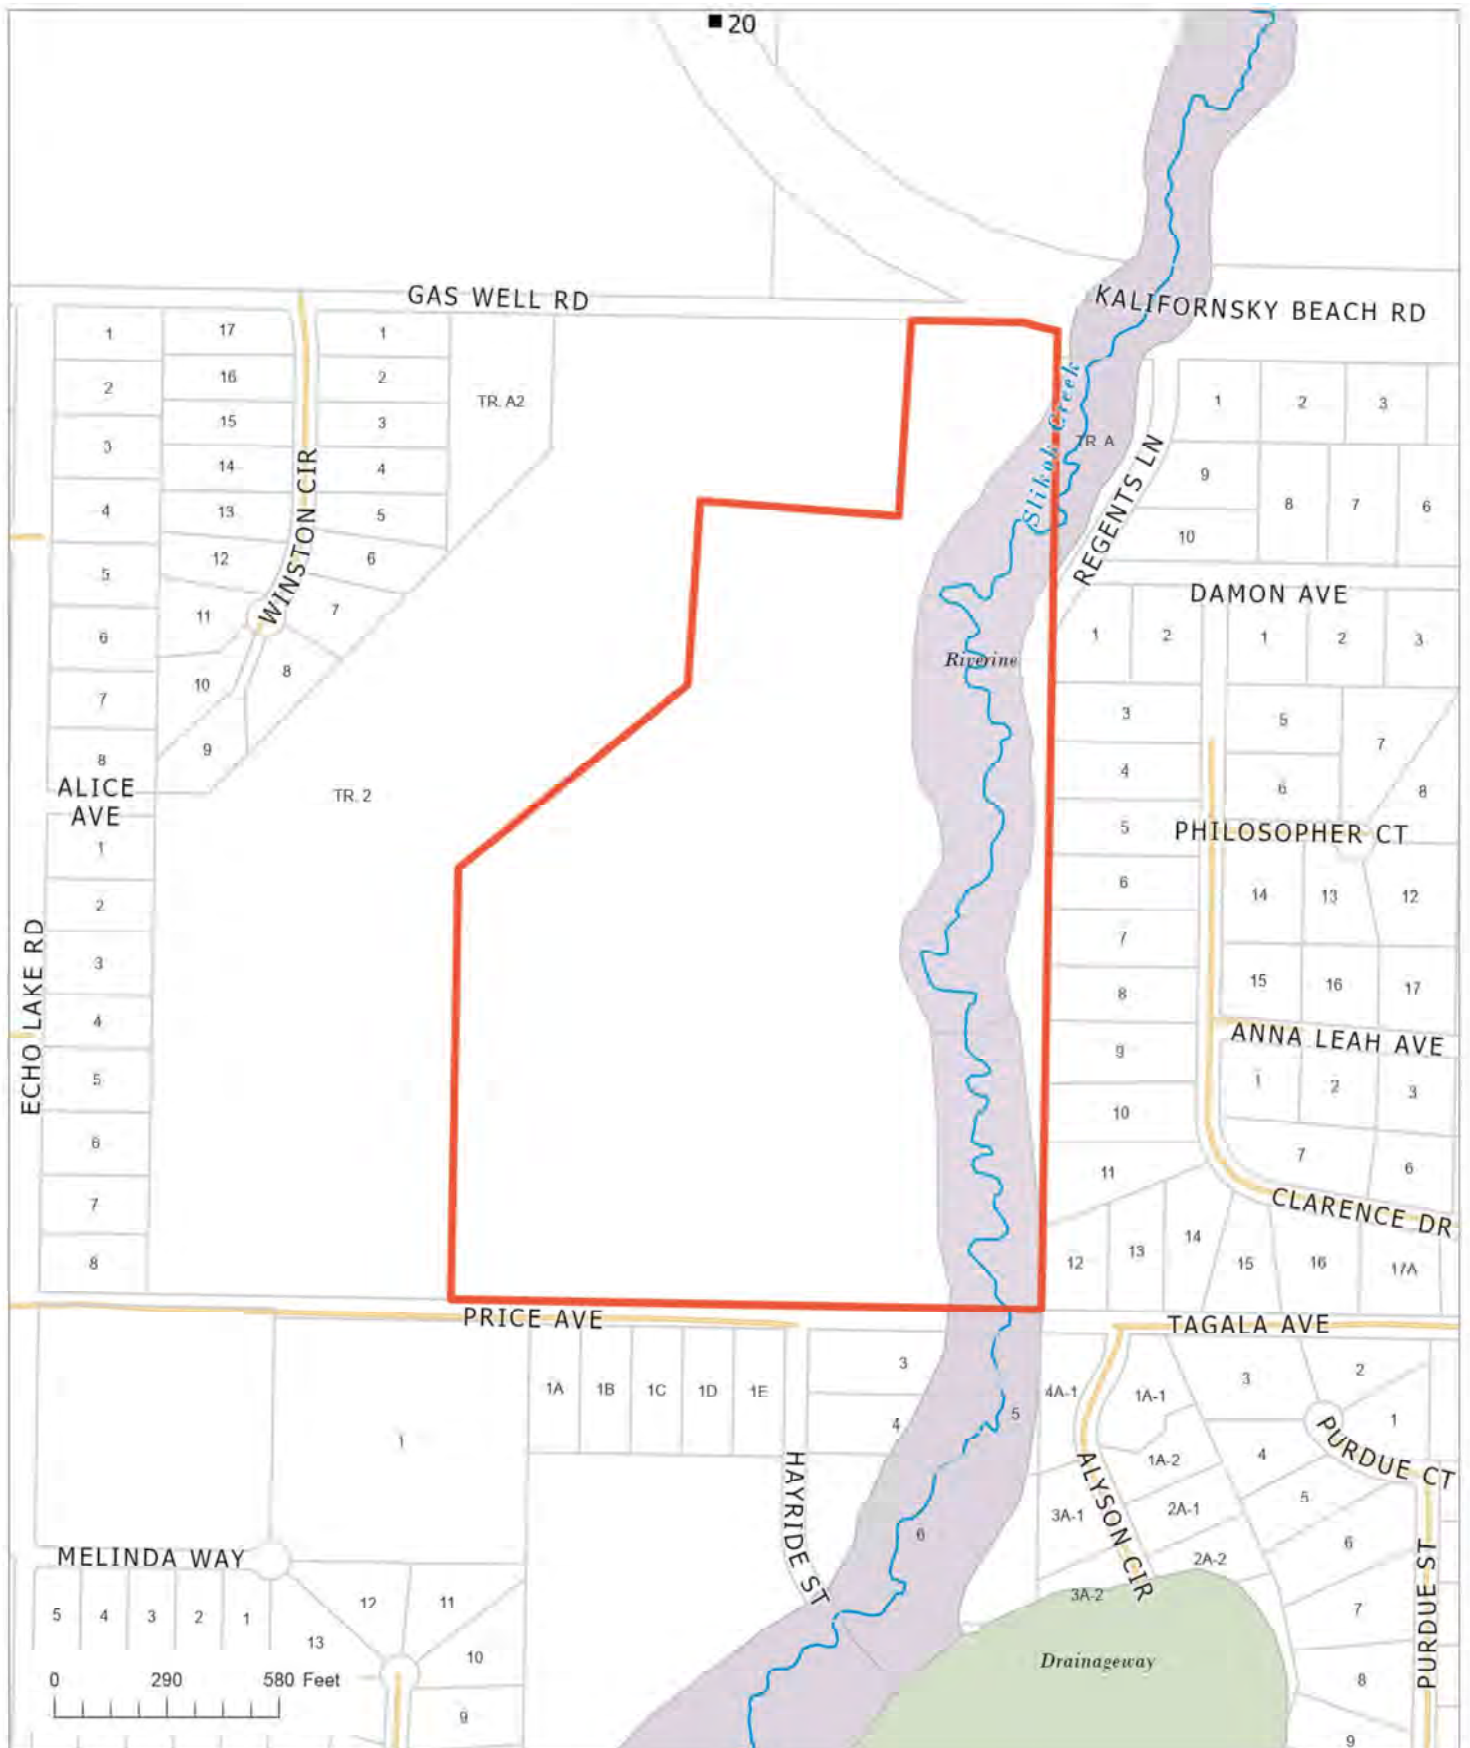 20
GAS WELL RD
KALIFORNSKY BEACH RD
1
17
1
2
16
2
TR. A2
1
2
3
3
15
3
TR A
Slikok Creek
REGENTS LN
4
14
4
9
8
7
6
13
5
10
WINSTON CIR
5
12
6
DAMON AVE
6
11
7
1
2
1
2
3
Riverine
7
10
8
3
5
7
8
9
4
6
8
ALICE
AVE
TR. 2
5
PHILOSOPHER CT
1
2
6
14
13
12
ECHO LAKE RD
3
7
15
16
17
4
8
ANNA LEAH AVE
5
9
1
2
3
6
10
7
6
7
11
CLARENCE DR
8
12
13
14
15
16
17A
PRICE AVE
TAGALA AVE
1
1A
1B
1C
1D
1E
3
4
5
4A-1
1A-1
3
2
1
HAYRIDE ST
ALYSON CIR
1A-2
4
PURDUE CT
3A-1
2A-1
5
6
6
MELINDA WAY
2A-2
3A-2
PURDUE ST
5
4
3
2
1
12
11
7
13
10
Drainageway
8
0
290
580 Feet
9
9